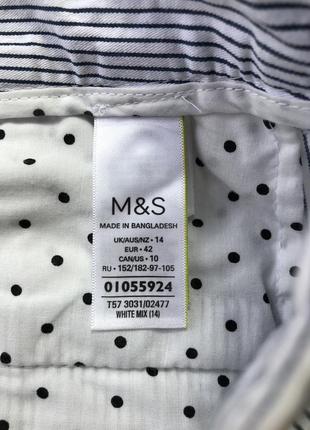 M&S
MADE IN BANGLADESH
UK/AUS/NZ • 14
EUR • 42
CAN/US • 10
RU • 152/182-97-105
01055924
T57 3031/02477
WHITE MIX (14)